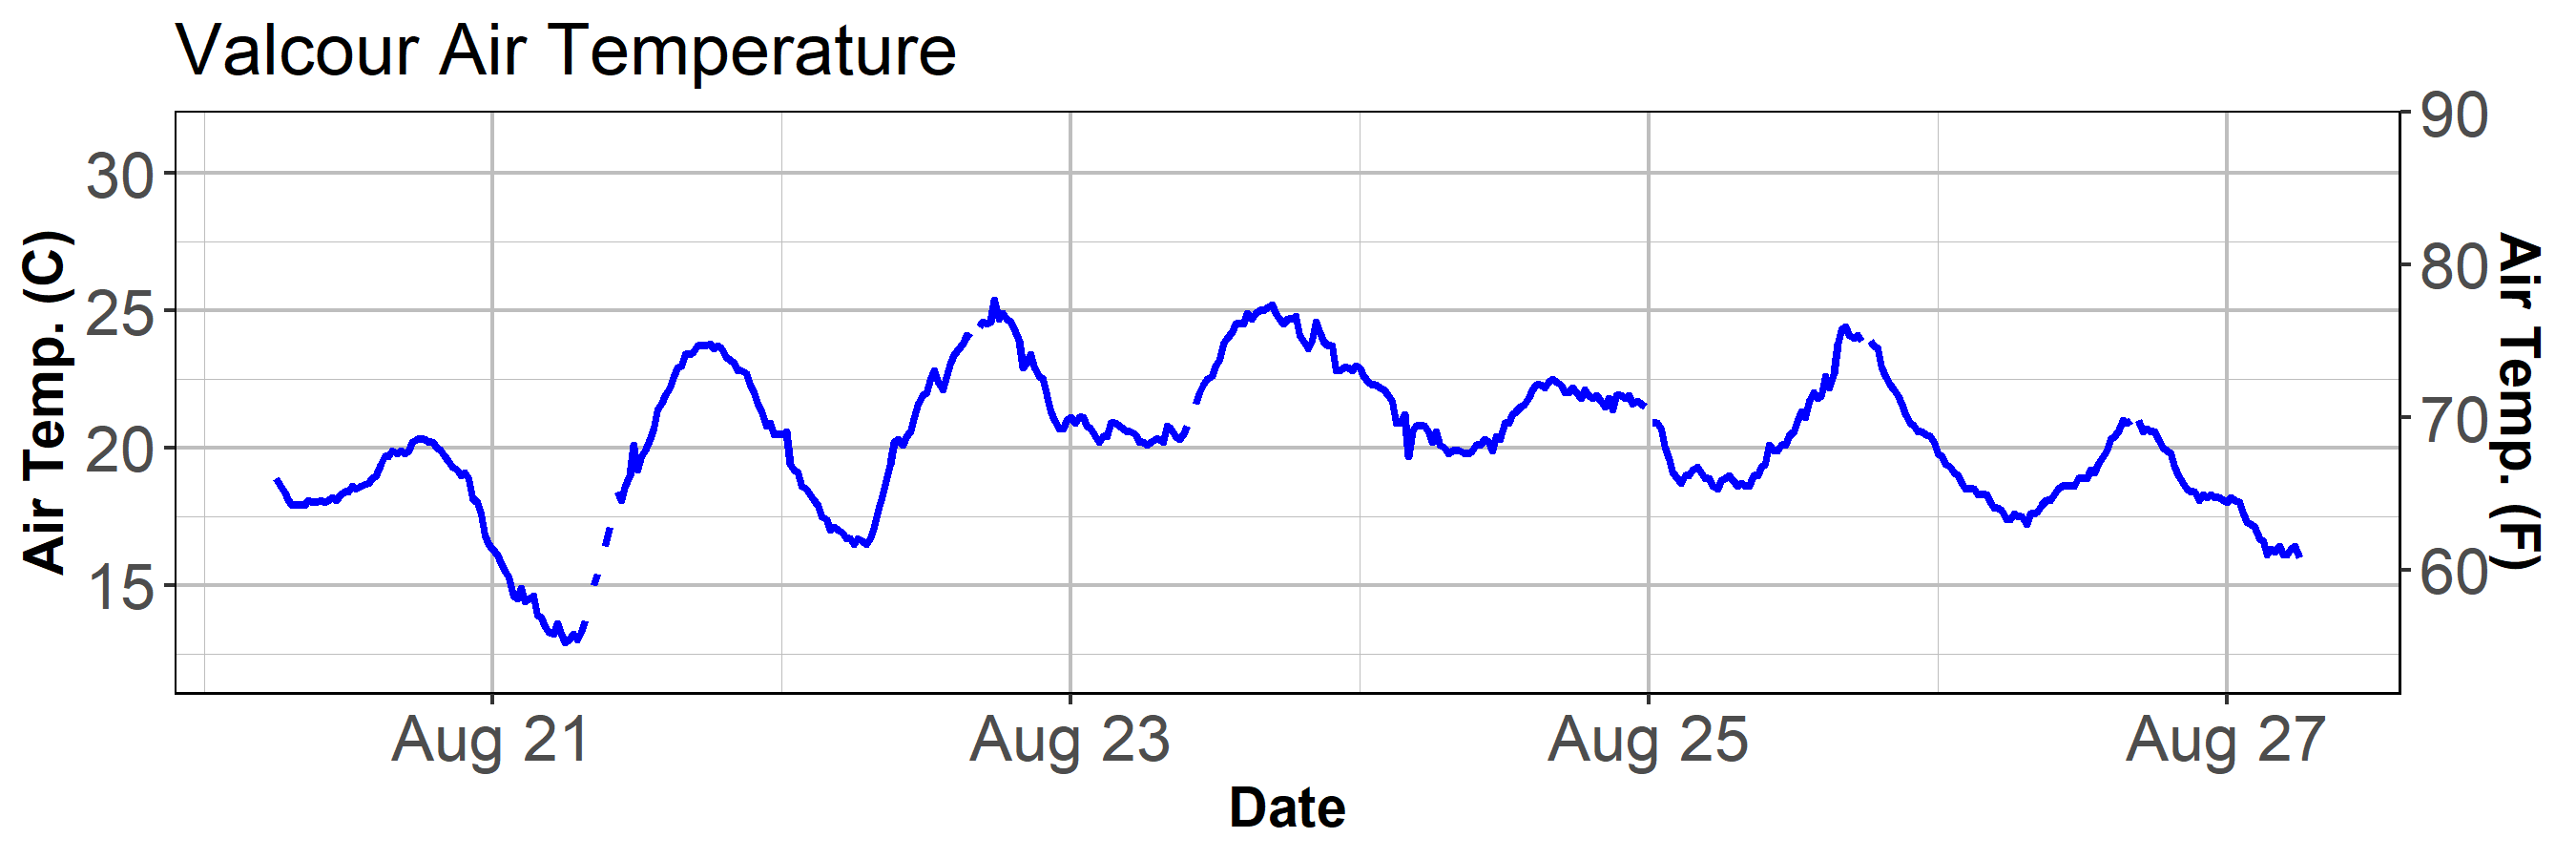 Valcour Air Temperature
Air Temp. (C)
30
25
20
15
90
80
70
60
Air Temp. (F)
Aug 21
Aug 23
Aug 25
Aug 27
Date